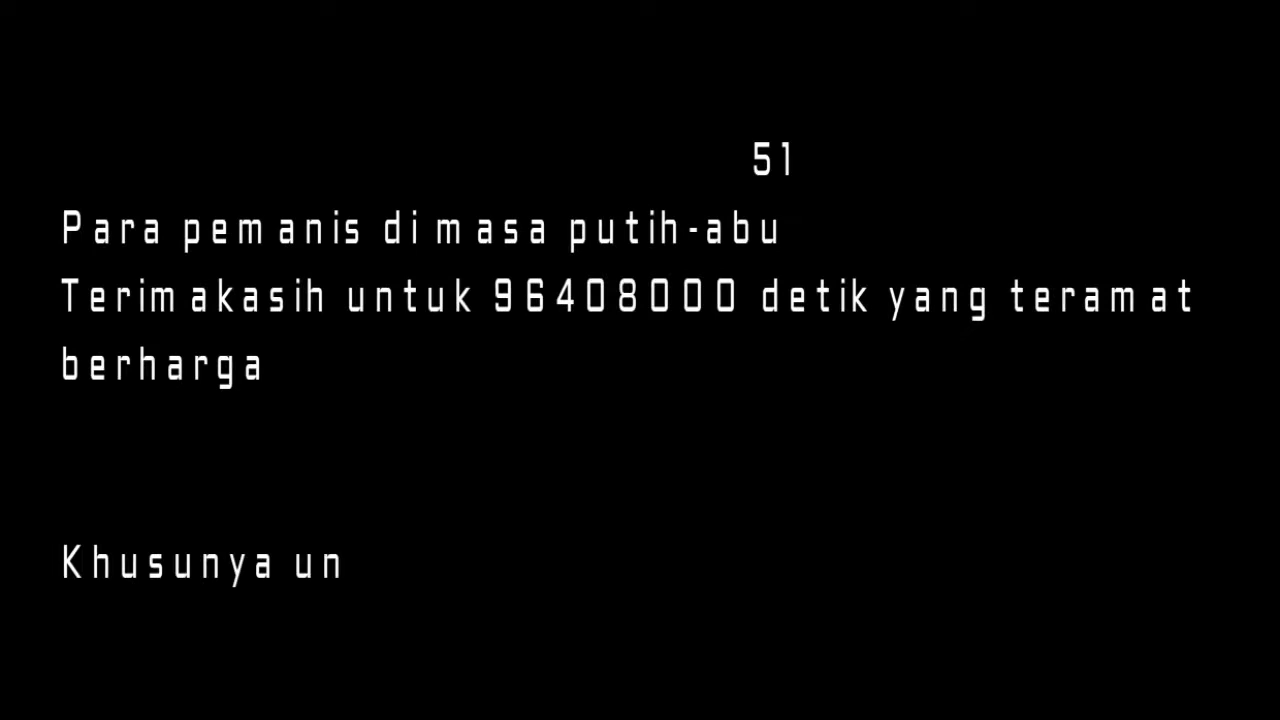 51
Para pemanis di masa putih-abu
Terimakasih untuk 96408000 detik yang teramat
berharga
Khusunya un